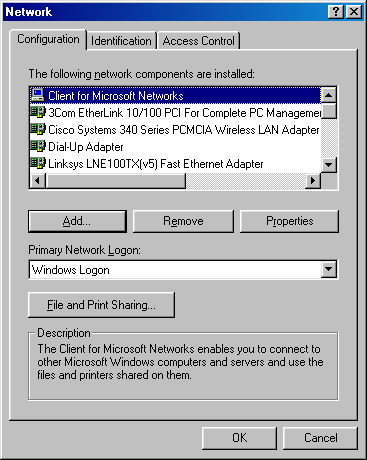 Network
Configuration Identification Access Control
The following network components are installed:
Client for Microsoft Networks
3Com EtherLink 10/100 PCI For Complete PC Managemer
Cisco Systems 340 Series PCMCIA Wireless LAN Adapter
Dial-Up Adapter
Linksys LNE100TX(v5) Fast Ethernet Adapter
Add... Remove Properties
Primary Network Logon:
Windows Logon
File and Print Sharing...
Description
The Client for Microsoft Networks enables you to connect to
other Microsoft Windows computers and servers and use the
files and printers shared on them.
OK Cancel